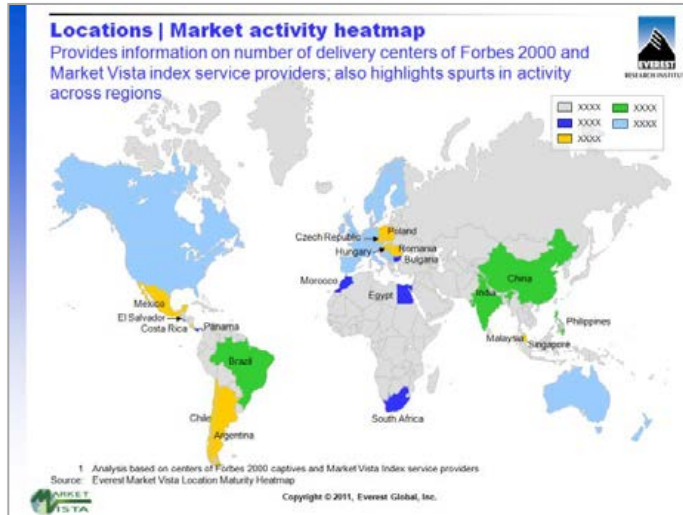 Locations | Market activity heatmap
Provides information on number of delivery centers of Forbes 2000 and
Market Vista index service providers; also highlights spurts in activity
across regions
EVEREST
RESEARCH INSTITUTE
XXXX XXXX
XXXX XXXX
XXXX
Poland
Czech Republic
Romania
Hungary
Bulgaria
Morocco
China
Egypt
India
Mexico
El Salvador
Costa Rica
Panama
Philippines
Malaysia
Singapore
Brazil
South Africa
Chile
Argentina
1 Analysis based on centers of Forbes 2000 captives and Market Vista Index service providers
Source: Everest Market Vista Location Maturity Heatmap
MARKET
VISTA
Copyright © 2011, Everest Global, Inc.